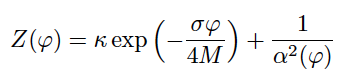 Z(φ) = κ exp(−σφ/4M) + 1/α²(φ)